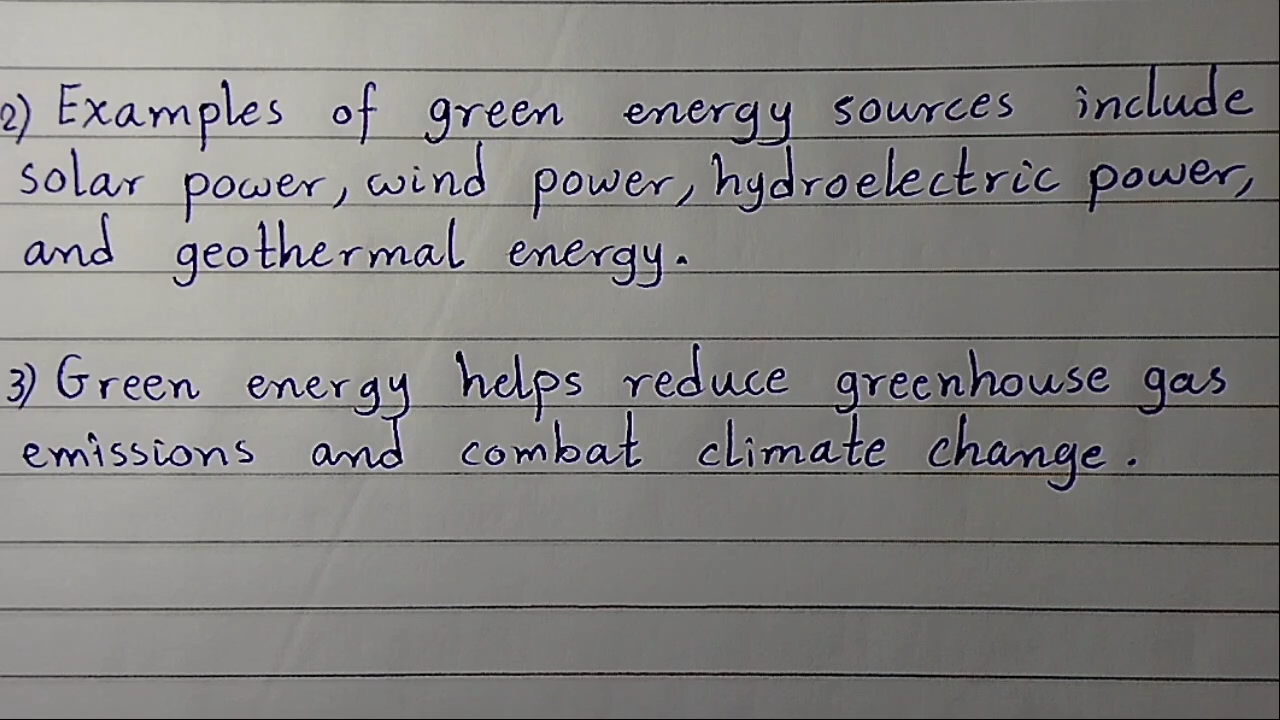 2) Examples of green energy sources include
solar power, wind power, hydroelectric power,
and geothermal energy.
3) Green energy helps reduce greenhouse gas
emissions and combat climate change.